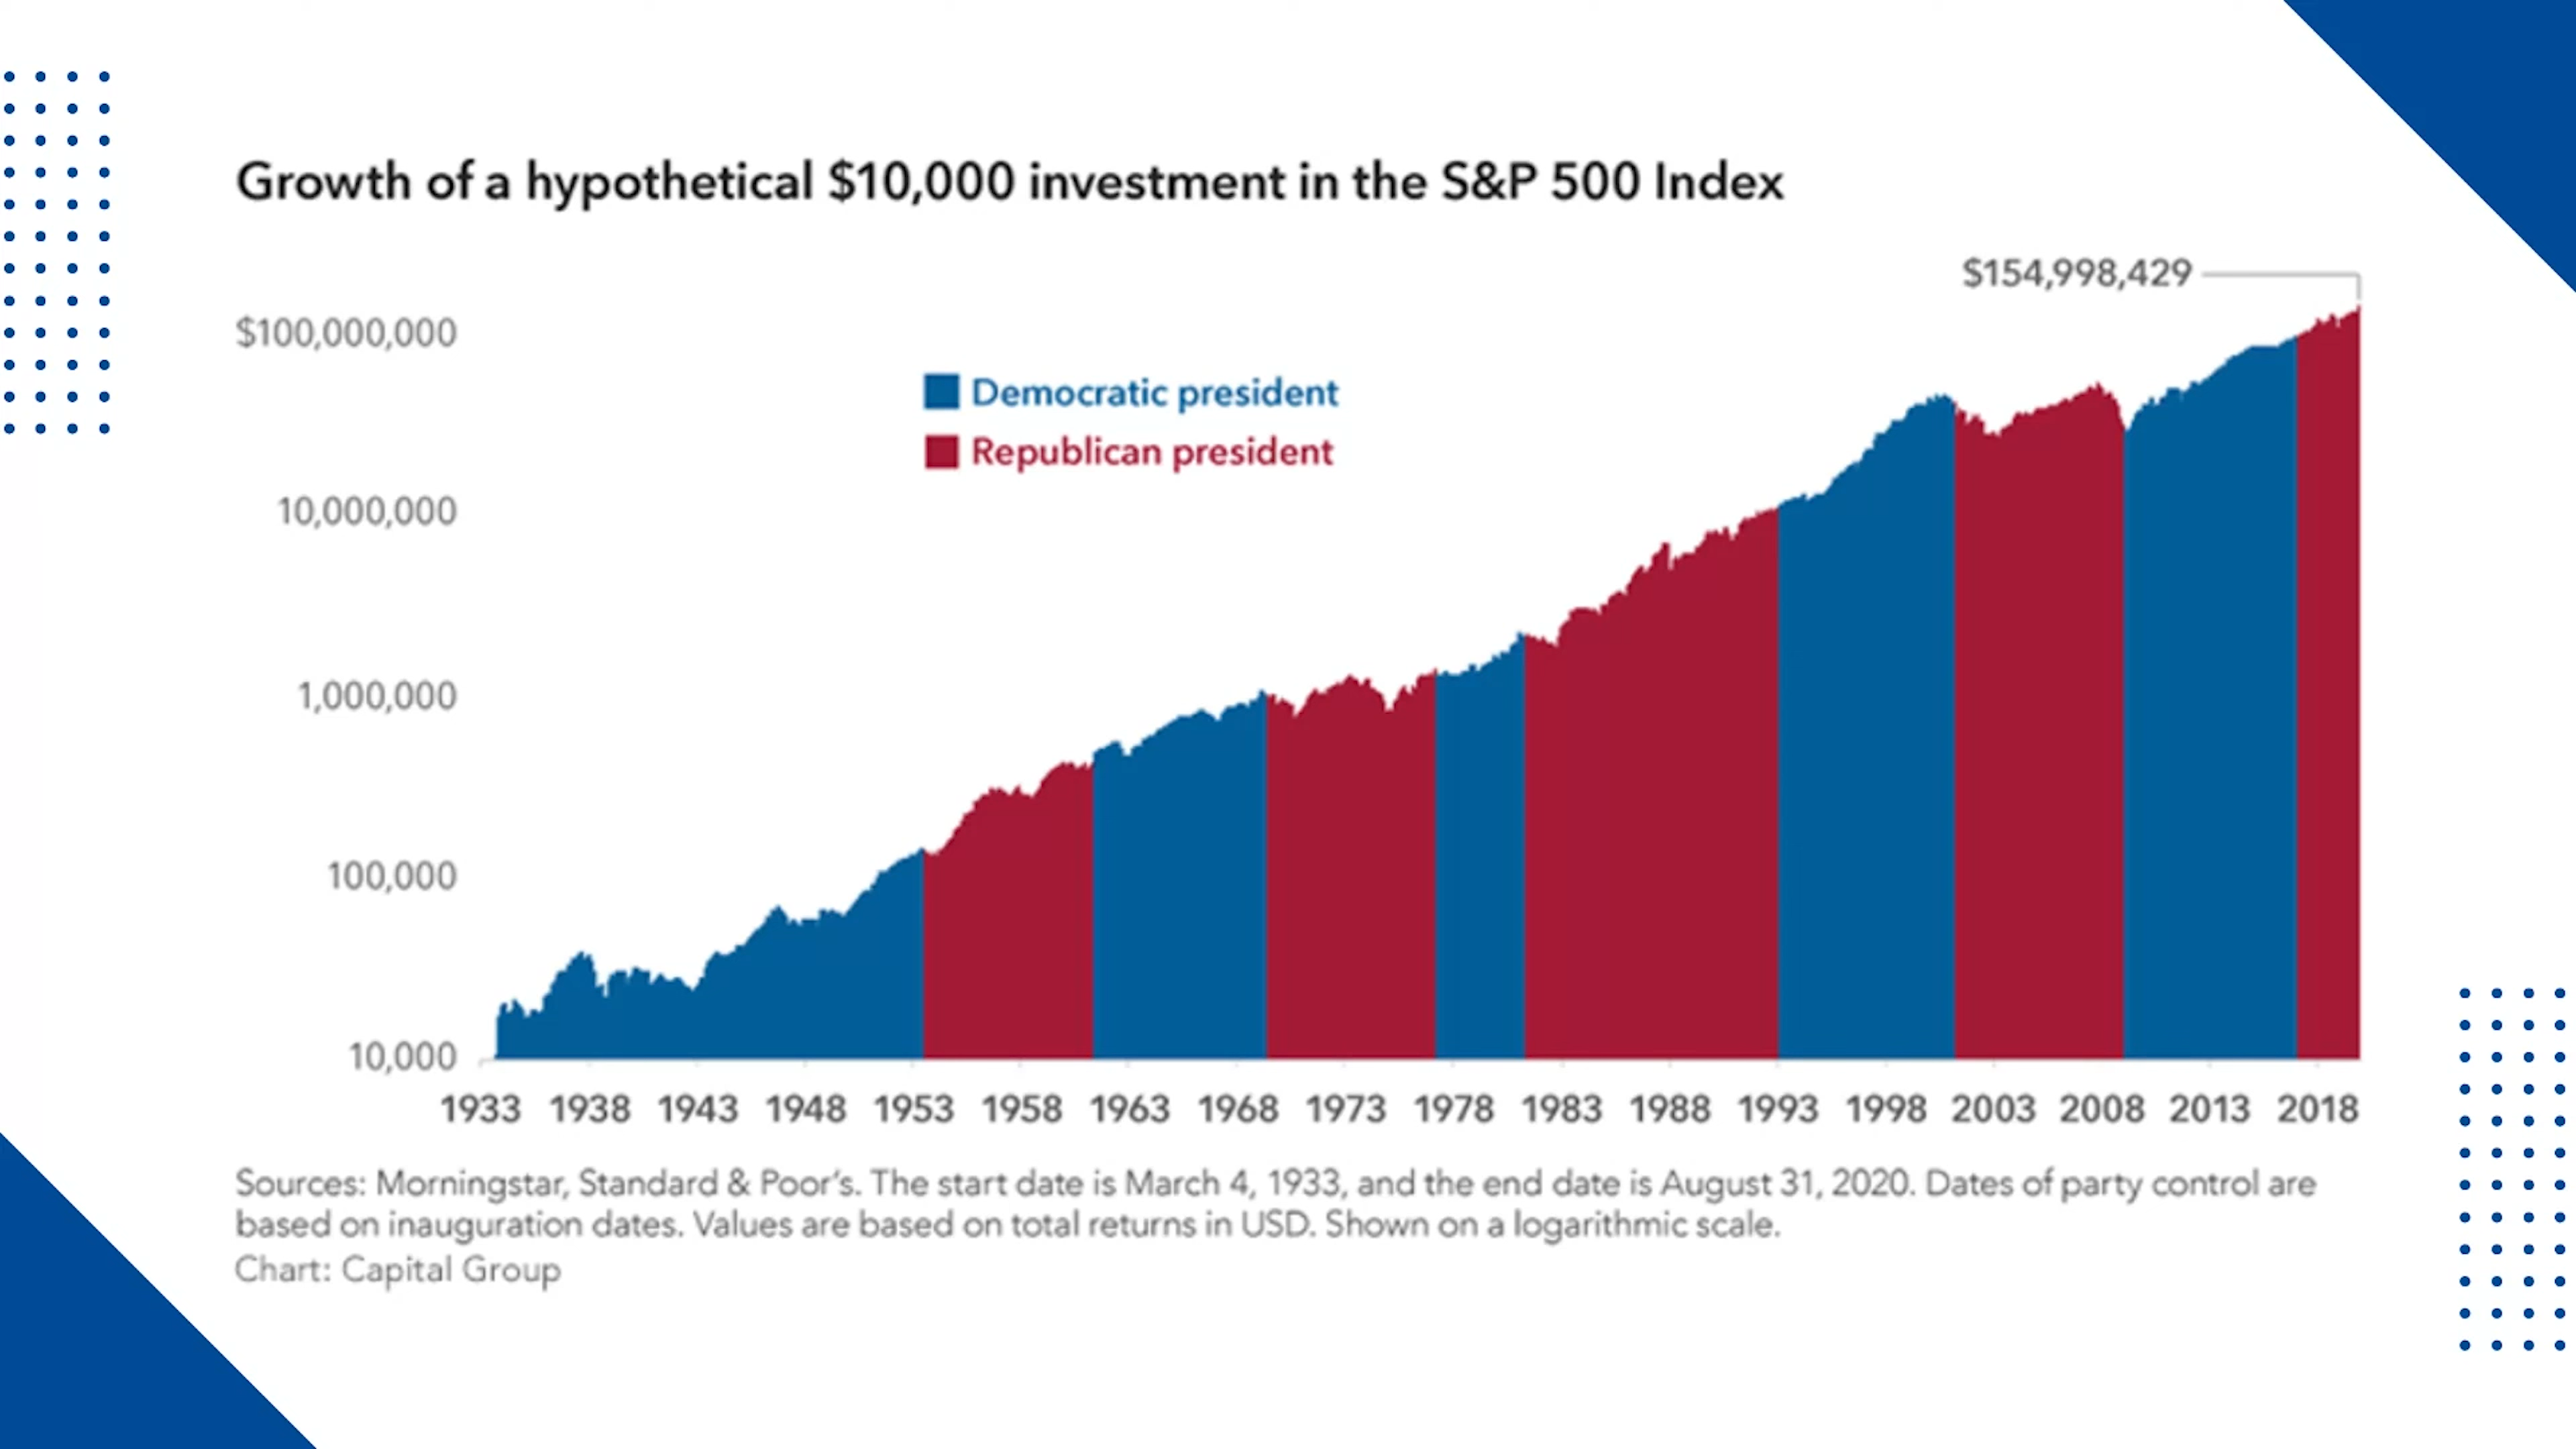 Growth of a hypothetical $10,000 investment in the S&P 500 Index
$154,998,429
$100,000,000
10,000,000
1,000,000
100,000
10,000
Democratic president
Republican president
1933 1938 1943 1948 1953 1958 1963 1968 1973 1978 1983 1988 1993 1998 2003 2008 2013 2018
Sources: Morningstar, Standard & Poor's. The start date is March 4, 1933, and the end date is August 31, 2020. Dates of party control are
based on inauguration dates. Values are based on total returns in USD. Shown on a logarithmic scale.
Chart: Capital Group